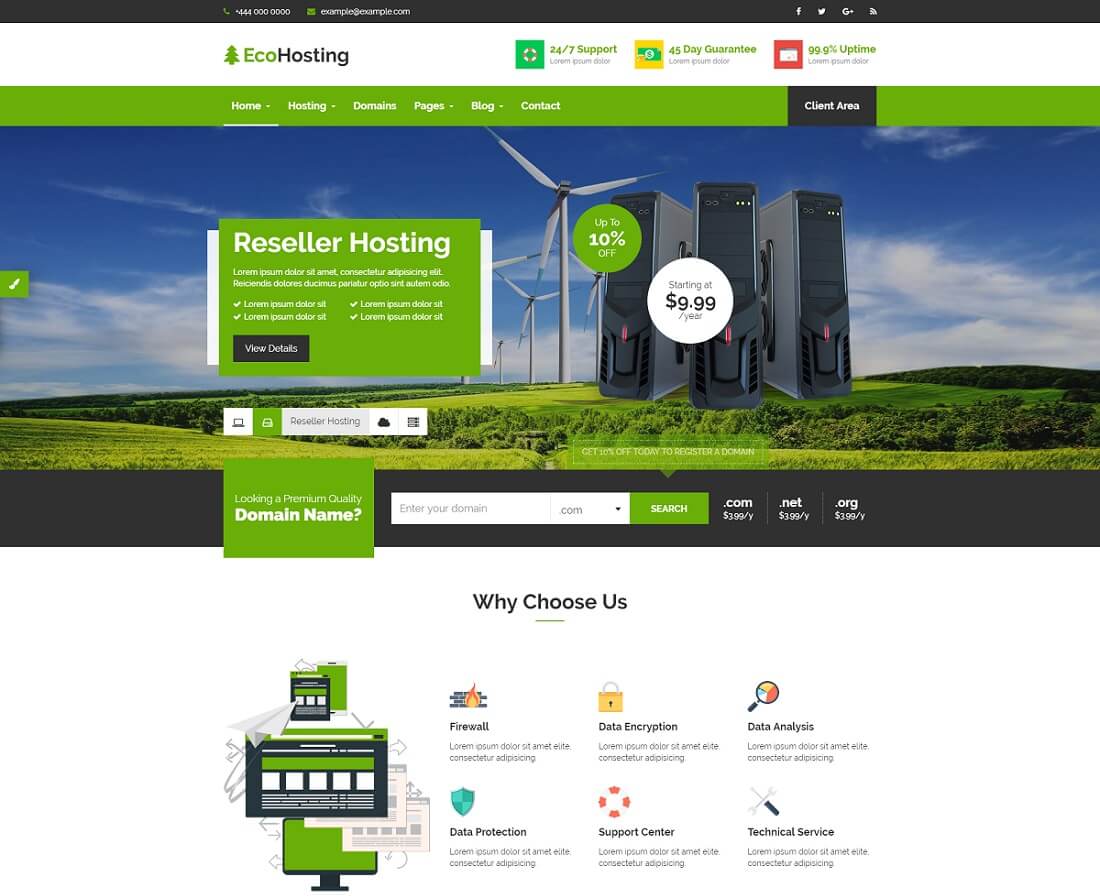 +444 000 0000
example@example.com
EcoHosting
24/7 Support
Lorem ipsum dolor
45 Day Guarantee
Lorem ipsum dolor
99.9% Uptime
Lorem ipsum dolor
Home
Hosting
Domains
Pages
Blog
Contact
Client Area
Reseller Hosting
Lorem ipsum dolor sit amet, consectetur adipisicing elit.
Reiciendis dolores ducimus pariatur optio sint autem odio.
Lorem ipsum dolor sit
Lorem ipsum dolor sit
Lorem ipsum dolor sit
Lorem ipsum dolor sit
View Details
Up To
10%
OFF
Starting at
$9.99
/year
Reseller Hosting
GET 10% OFF TODAY TO REGISTER A DOMAIN
Looking a Premium Quality
Domain Name?
Enter your domain
.com
SEARCH
.com
$3.99/y
.net
$3.99/y
.org
$3.99/y
Why Choose Us
Firewall
Lorem ipsum dolor sit amet elite,
consectetur adipisicing.
Data Encryption
Lorem ipsum dolor sit amet elite,
consectetur adipisicing.
Data Analysis
Lorem ipsum dolor sit amet elite,
consectetur adipisicing.
Data Protection
Lorem ipsum dolor sit amet elite,
consectetur adipisicing.
Support Center
Lorem ipsum dolor sit amet elite,
consectetur adipisicing.
Technical Service
Lorem ipsum dolor sit amet elite,
consectetur adipisicing.